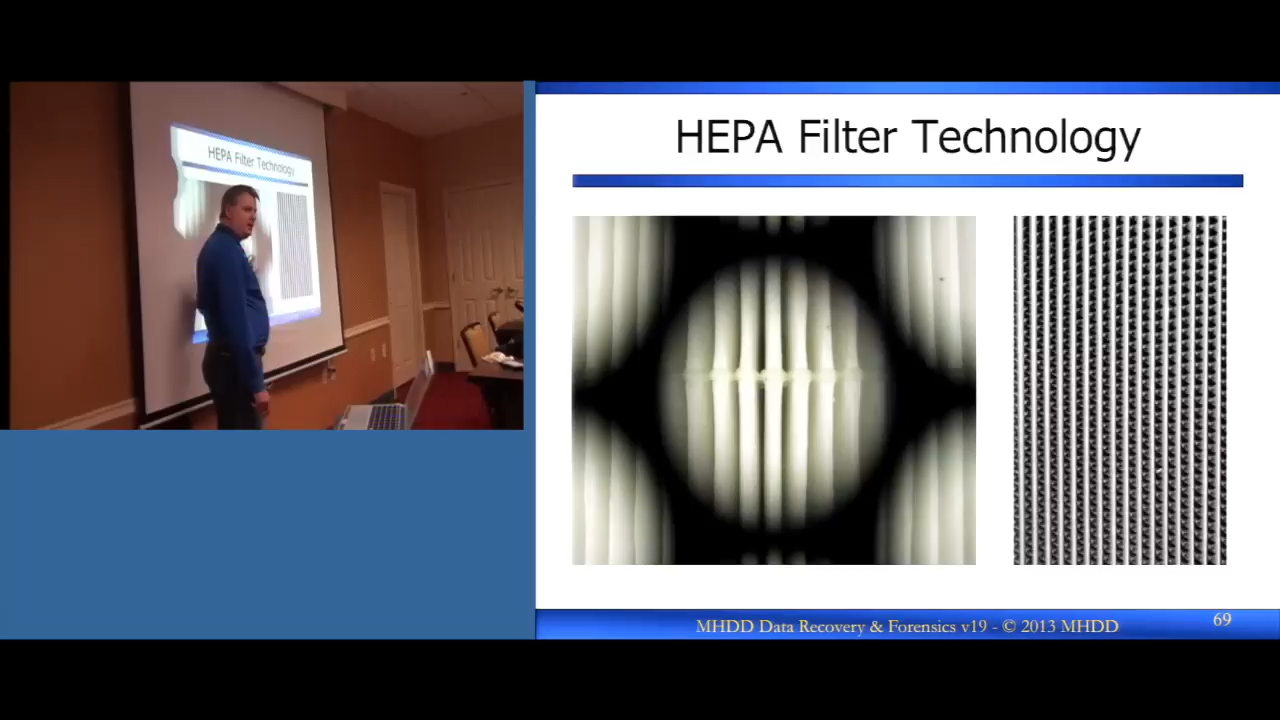 HEPA Filter Technology
HEPA Filter Technology
MHDD Data Recovery & Forensics v19 - © 2013 MHDD
69